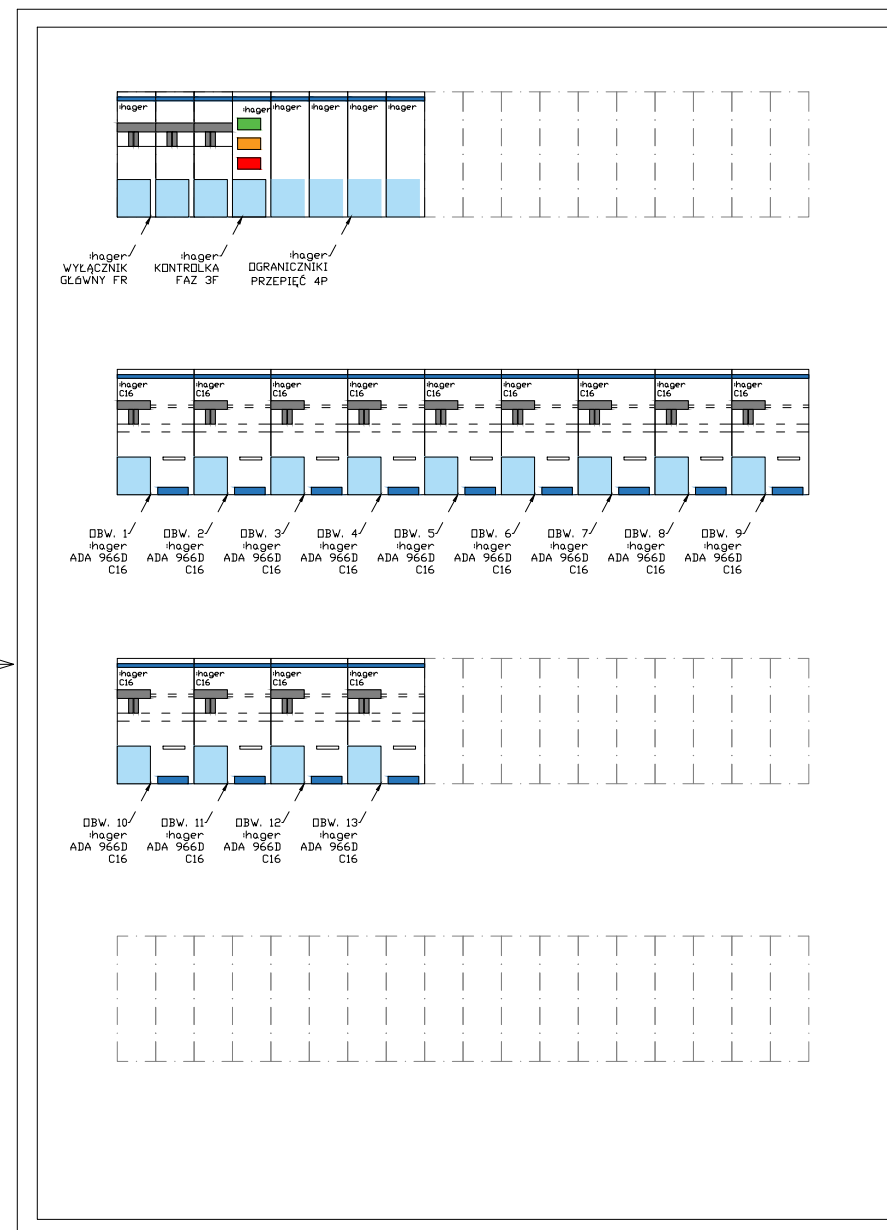 :hager :hager :hager :hager :hager :hager
:hager
WYŁĄCZNIK
GŁÓWNY FR
:hager
KONTROLKA
FAZ 3F
:hager
OGRANICZNIKI
PRZEPIĘĆ 4P
:hager :hager :hager :hager :hager :hager :hager :hager :hager
C16 C16 C16 C16 C16 C16 C16 C16 C16
OBW. 1 OBW. 2 OBW. 3 OBW. 4 OBW. 5 OBW. 6 OBW. 7 OBW. 8 OBW. 9
:hager :hager :hager :hager :hager :hager :hager :hager :hager
ADA 966D ADA 966D ADA 966D ADA 966D ADA 966D ADA 966D ADA 966D ADA 966D ADA 966D
C16 C16 C16 C16 C16 C16 C16 C16 C16
:hager :hager :hager :hager
C16 C16 C16 C16
OBW. 10 OBW. 11 OBW. 12 OBW. 13
:hager :hager :hager :hager
ADA 966D ADA 966D ADA 966D ADA 966D
C16 C16 C16 C16